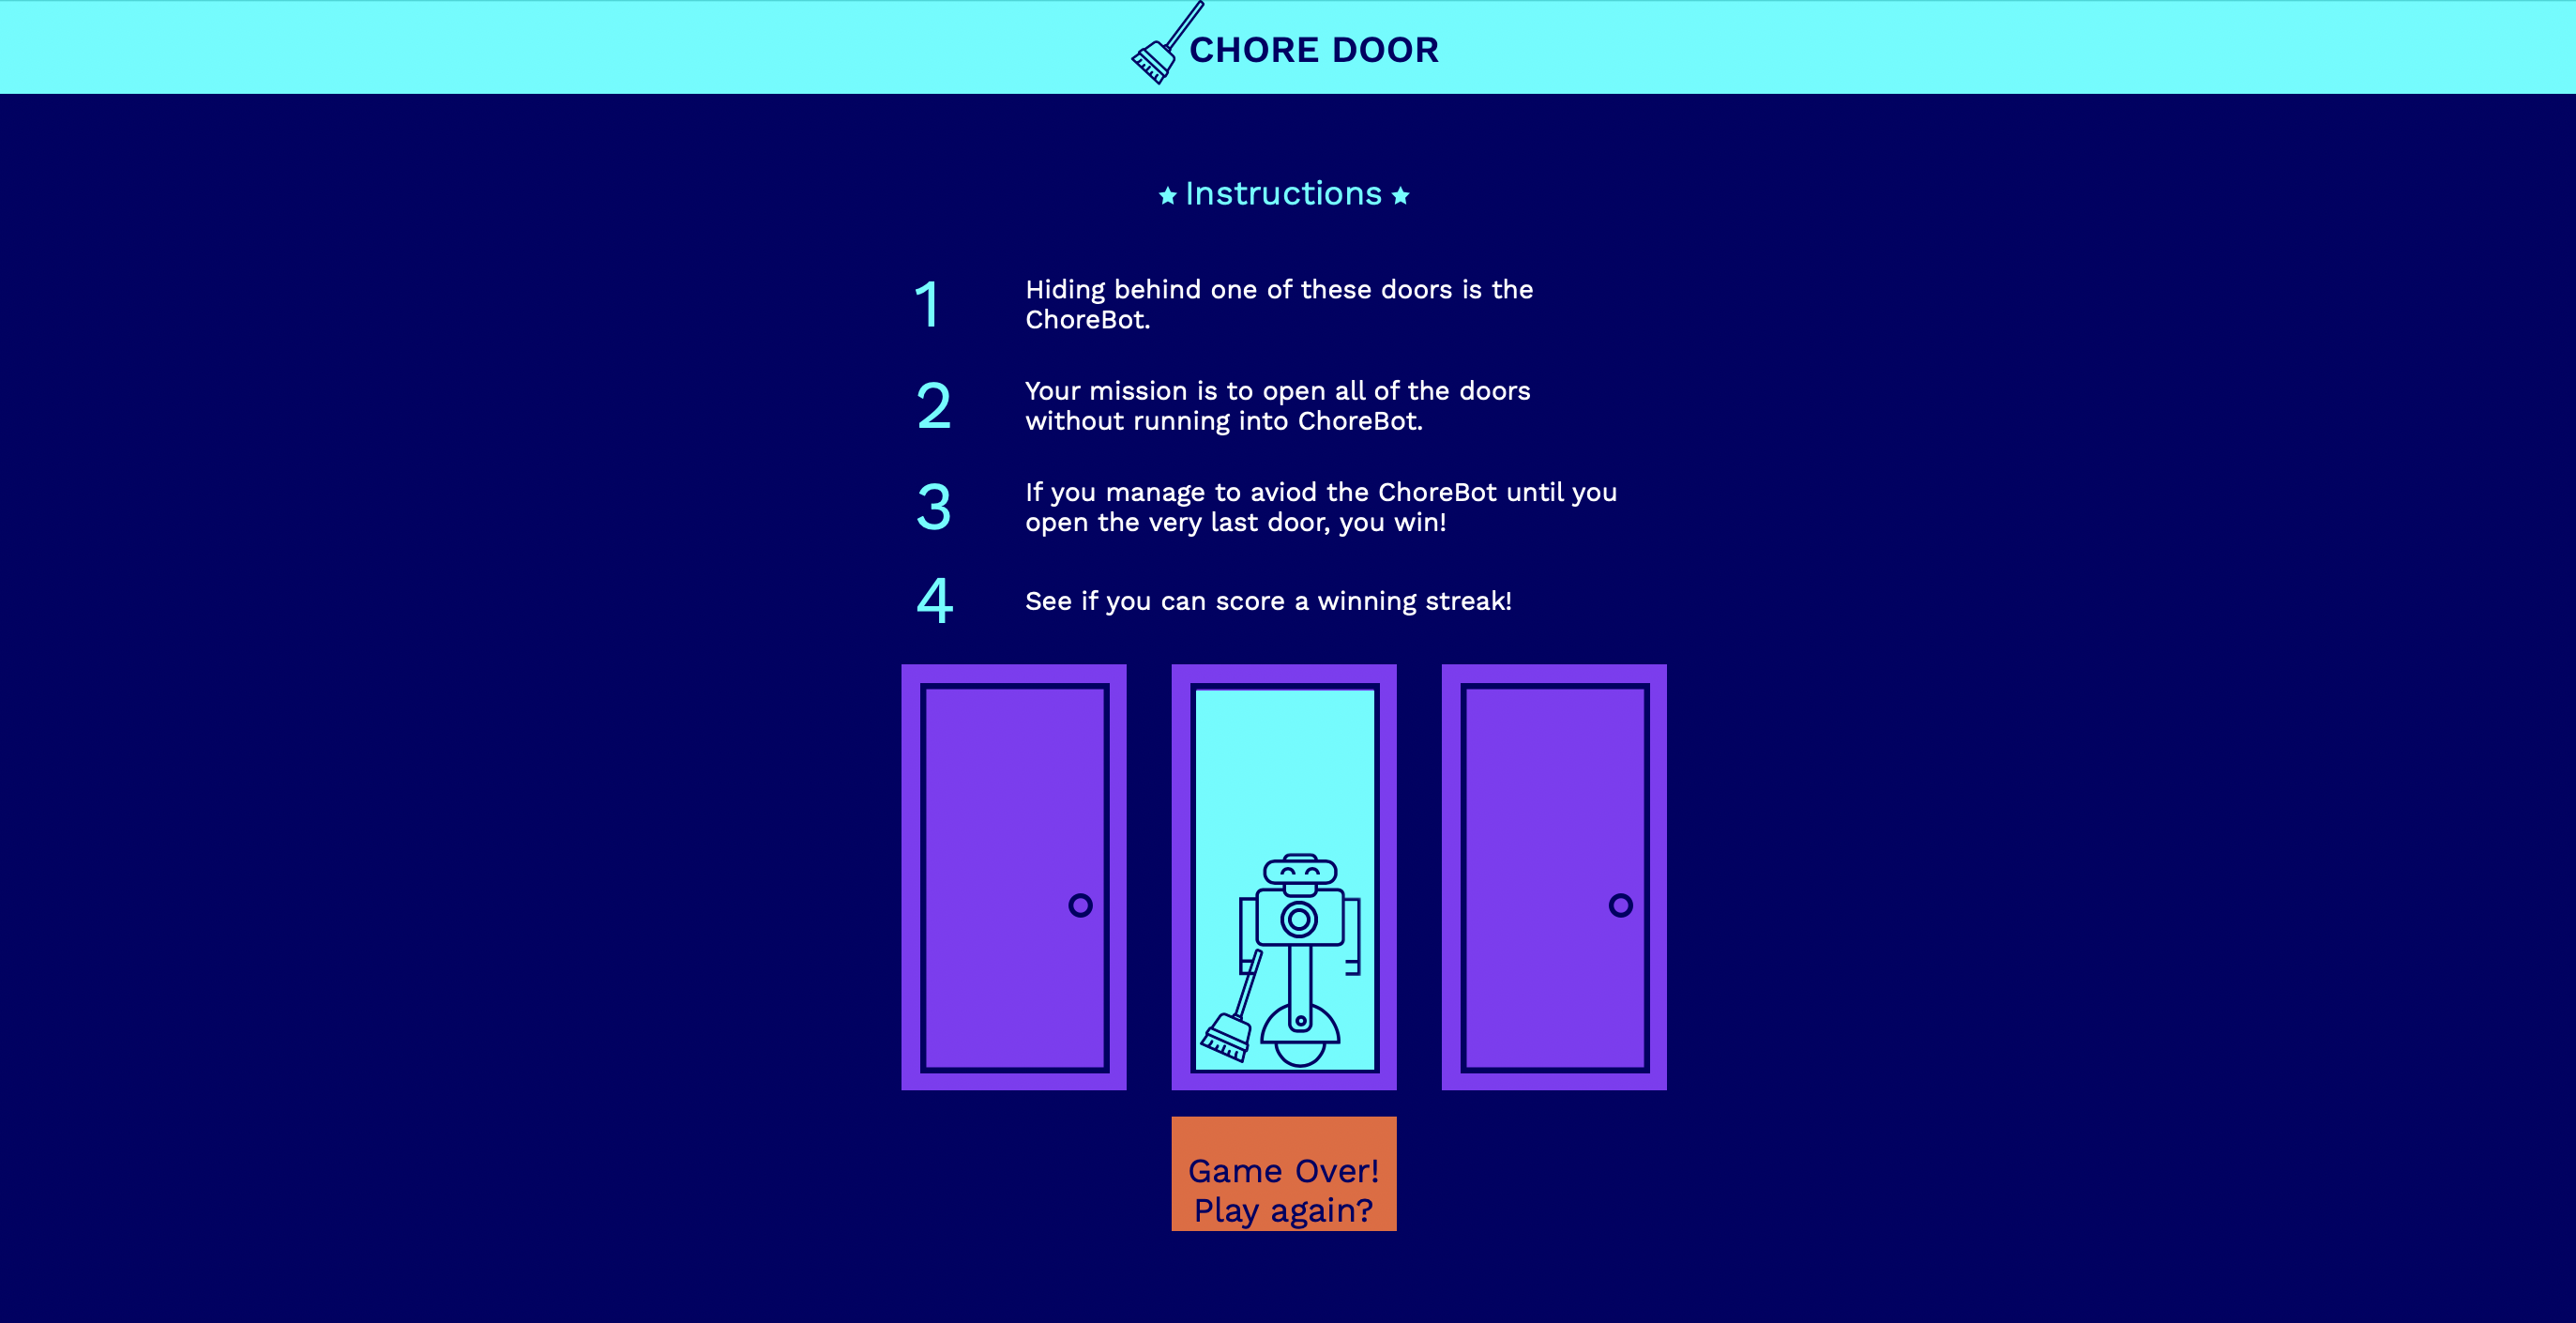 CHORE DOOR
Instructions
1
Hiding behind one of these doors is the
ChoreBot.
2
Your mission is to open all of the doors
without running into ChoreBot.
3
If you manage to aviod the ChoreBot until you
open the very last door, you win!
4
See if you can score a winning streak!
Game Over!
Play again?